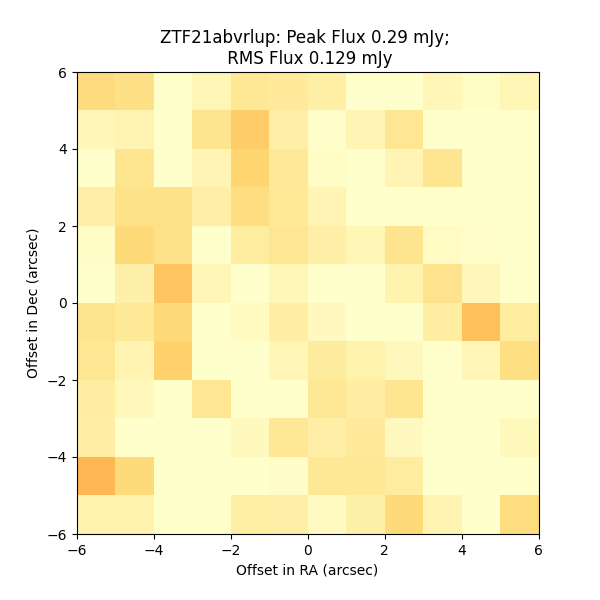 ZTF21abvrlup: Peak Flux 0.29 mJy;
RMS Flux 0.129 mJy
6
4
2
0
−2
−4
−6
Offset in Dec (arcsec)
−6 −4 −2 0 2 4 6
Offset in RA (arcsec)